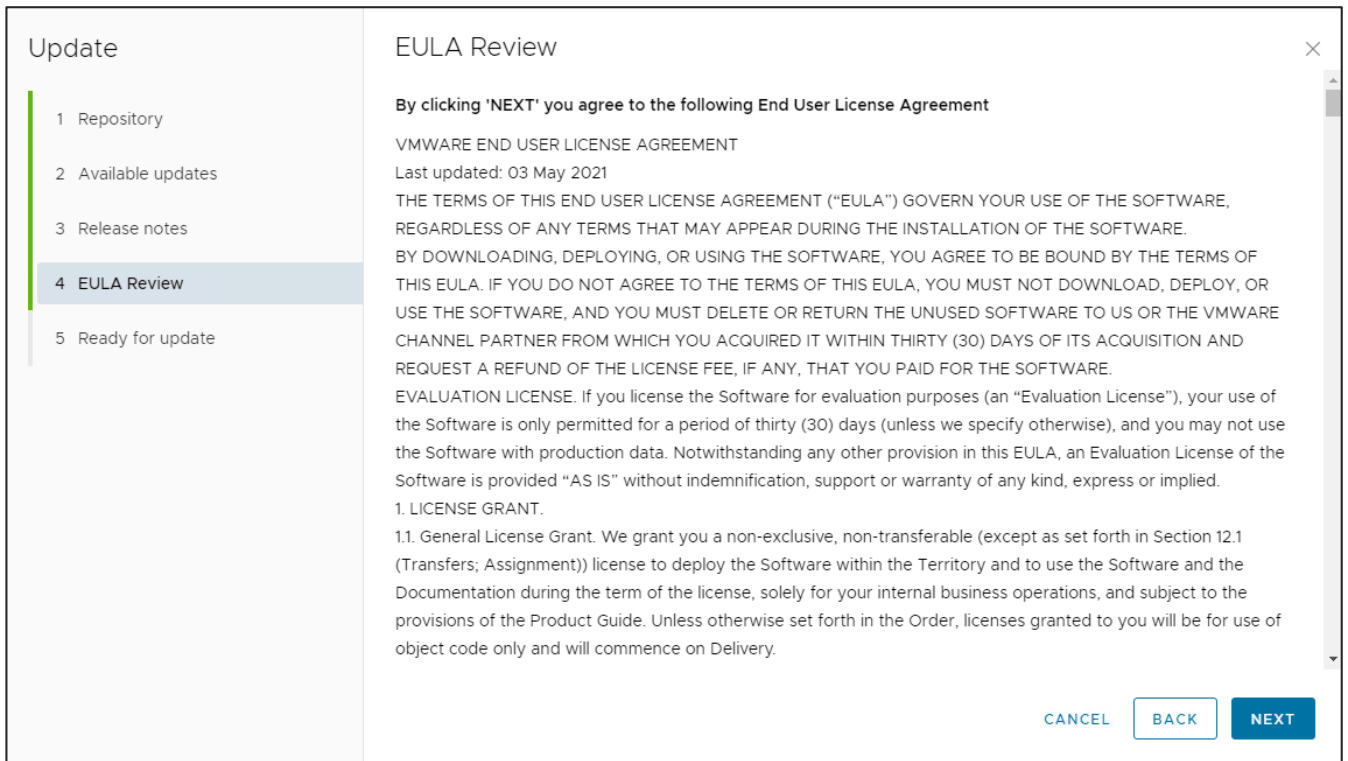 Update
1 Repository
2 Available updates
3 Release notes
4 EULA Review
5 Ready for update
EULA Review
By clicking 'NEXT' you agree to the following End User License Agreement
VMWARE END USER LICENSE AGREEMENT
Last updated: 03 May 2021
THE TERMS OF THIS END USER LICENSE AGREEMENT (“EULA”) GOVERN YOUR USE OF THE SOFTWARE,
REGARDLESS OF ANY TERMS THAT MAY APPEAR DURING THE INSTALLATION OF THE SOFTWARE.
BY DOWNLOADING, DEPLOYING, OR USING THE SOFTWARE, YOU AGREE TO BE BOUND BY THE TERMS OF
THIS EULA. IF YOU DO NOT AGREE TO THE TERMS OF THIS EULA, YOU MUST NOT DOWNLOAD, DEPLOY, OR
USE THE SOFTWARE, AND YOU MUST DELETE OR RETURN THE UNUSED SOFTWARE TO US OR THE VMWARE
CHANNEL PARTNER FROM WHICH YOU ACQUIRED IT WITHIN THIRTY (30) DAYS OF ITS ACQUISITION AND
REQUEST A REFUND OF THE LICENSE FEE, IF ANY, THAT YOU PAID FOR THE SOFTWARE.
EVALUATION LICENSE. If you license the Software for evaluation purposes (an “Evaluation License”), your use of
the Software is only permitted for a period of thirty (30) days (unless we specify otherwise), and you may not use
the Software with production data. Notwithstanding any other provision in this EULA, an Evaluation License of the
Software is provided “AS IS” without indemnification, support or warranty of any kind, express or implied.
1. LICENSE GRANT.
1.1. General License Grant. We grant you a non-exclusive, non-transferable (except as set forth in Section 12.1
(Transfers; Assignment)) license to deploy the Software within the Territory and to use the Software and the
Documentation during the term of the license, solely for your internal business operations, and subject to the
provisions of the Product Guide. Unless otherwise set forth in the Order, licenses granted to you will be for use of
object code only and will commence on Delivery.
CANCEL
BACK
NEXT